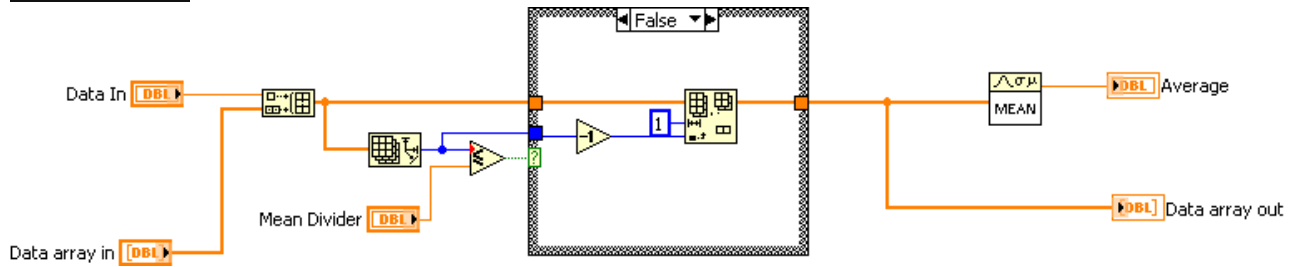 False
Data In
DBL
DBL
Average
MEAN
1
-1
≤
?
Mean Divider
DBL
[DBL]
Data array out
Data array in
[DBL]